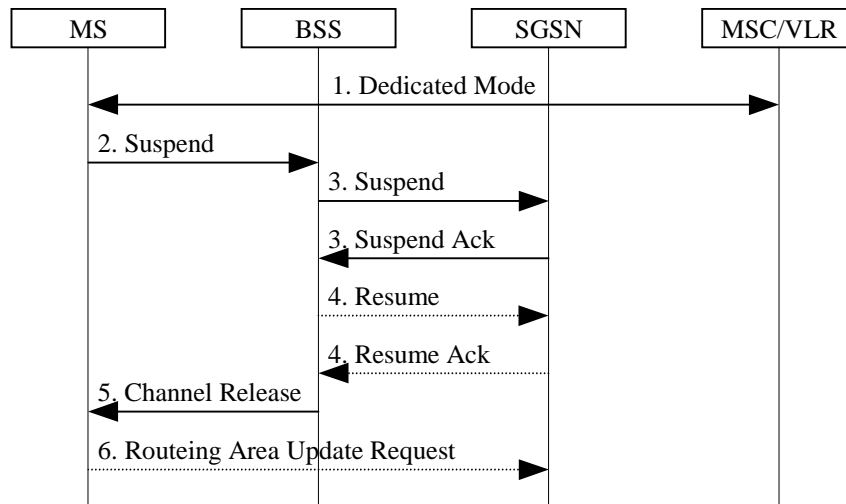 MS BSS SGSN MSC/VLR
1. Dedicated Mode
2. Suspend
3. Suspend
3. Suspend Ack
4. Resume
4. Resume Ack
5. Channel Release
6. Routeing Area Update Request